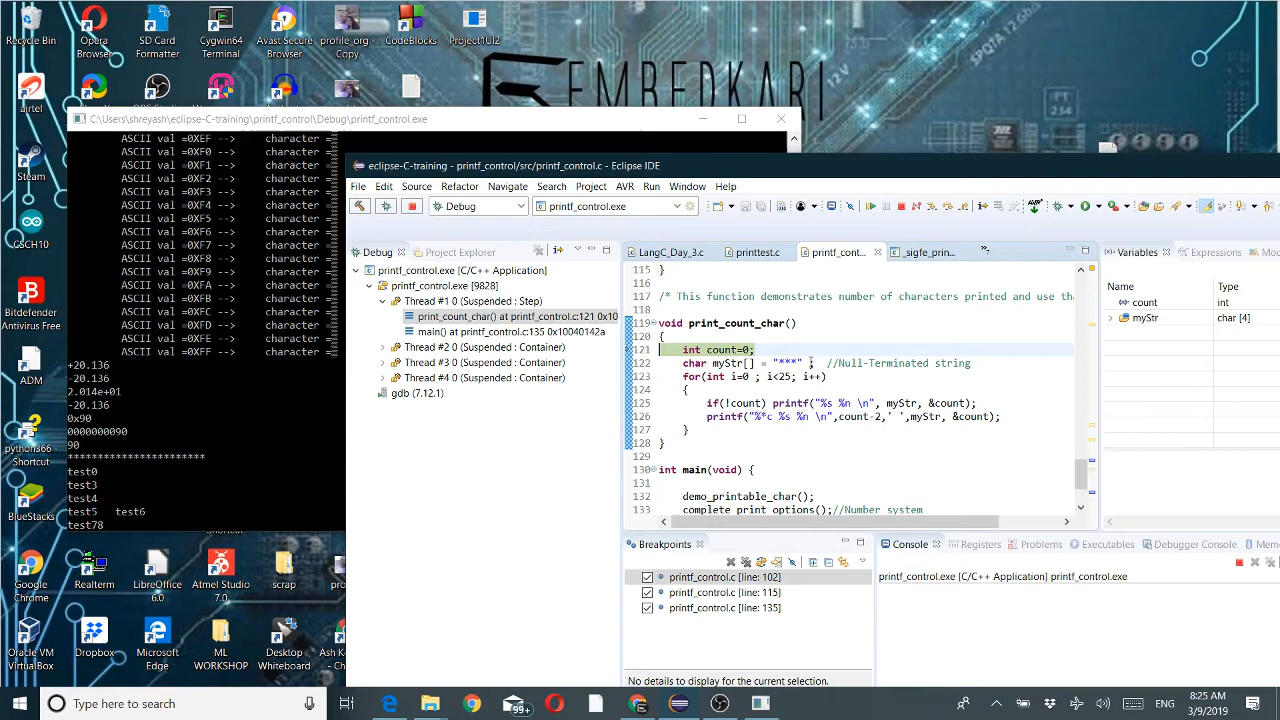 Recycle Bin
Opera Browser
SD Card Formatter
Cygwin64 Terminal
Avast Secure Browser
profile_org - Copy
CodeBlocks
Project1UI2
EMBEDKARI
airtel
Steam
CSCH10
Bitdefender Antivirus Free
ADM
python366 - Shortcut
BlueStacks
Google Chrome
Realterm
LibreOffice 6.0
Atmel Studio 7.0
scrap
Oracle VM Virtual Box
Dropbox
Microsoft Edge
ML WORKSHOP
Desktop Whiteboard
C:\Users\shreyash\eclipse-C-training\printf_control\Debug\printf_control.exe
ASCII val =0XEF --> character =
ASCII val =0XF0 --> character =
ASCII val =0XF1 --> character =
ASCII val =0XF2 --> character =
ASCII val =0XF3 --> character =
ASCII val =0XF4 --> character =
ASCII val =0XF5 --> character =
ASCII val =0XF6 --> character =
ASCII val =0XF7 --> character =
ASCII val =0XF8 --> character =
ASCII val =0XF9 --> character =
ASCII val =0XFA --> character =
ASCII val =0XFB --> character =
ASCII val =0XFC --> character =
ASCII val =0XFD --> character =
ASCII val =0XFE --> character =
ASCII val =0XFF --> character =
+20.136
-20.136
2.014e+01
-20.136
0x90
0000000090
90
***********************
test0
test3
test4
test5 test6
test78
eclipse-C-training - printf_control/src/printf_control.c - Eclipse IDE
File Edit Source Refactor Navigate Search Project AVR Run Window Help
Debug printf_control.exe
Debug Project Explorer
printf_control.exe [C/C++ Application]
printf_control.exe [9828]
Thread #1 0 (Suspended : Step)
print_count_char() at printf_control.c:121 0x10
main() at printf_control.c:135 0x10040142a
Thread #2 0 (Suspended : Container)
Thread #3 0 (Suspended : Container)
Thread #4 0 (Suspended : Container)
gdb (7.12.1)
LangC_Day_3.c printtest.c printf_cont... _sigfe_prin...
115 }
116
117 /* This function demonstrates number of characters printed and use tha
118
119 void print_count_char()
120 {
121 int count=0;
122 char myStr[] = "***" ; //Null-Terminated string
123 for(int i=0 ; i<25; i++)
124 {
125 if(!count) printf("%s %n \n", myStr, &count);
126 printf("%*c %s %n \n",count-2,' ',myStr, &count);
127 }
128 }
129
130 int main(void) {
131
132 demo_printable_char();
133 complete_print_options();//Number system
Variables Expressions Mo
Name Type
count int
myStr char [4]
Breakpoints
printf_control.c [line: 102]
printf_control.c [line: 115]
printf_control.c [line: 135]
No details to display for the current selection.
Console Registers Problems Executables Debugger Console Mem
printf_control.exe [C/C++ Application] printf_control.exe
Type here to search
99+
ENG
8:25 AM
3/9/2019